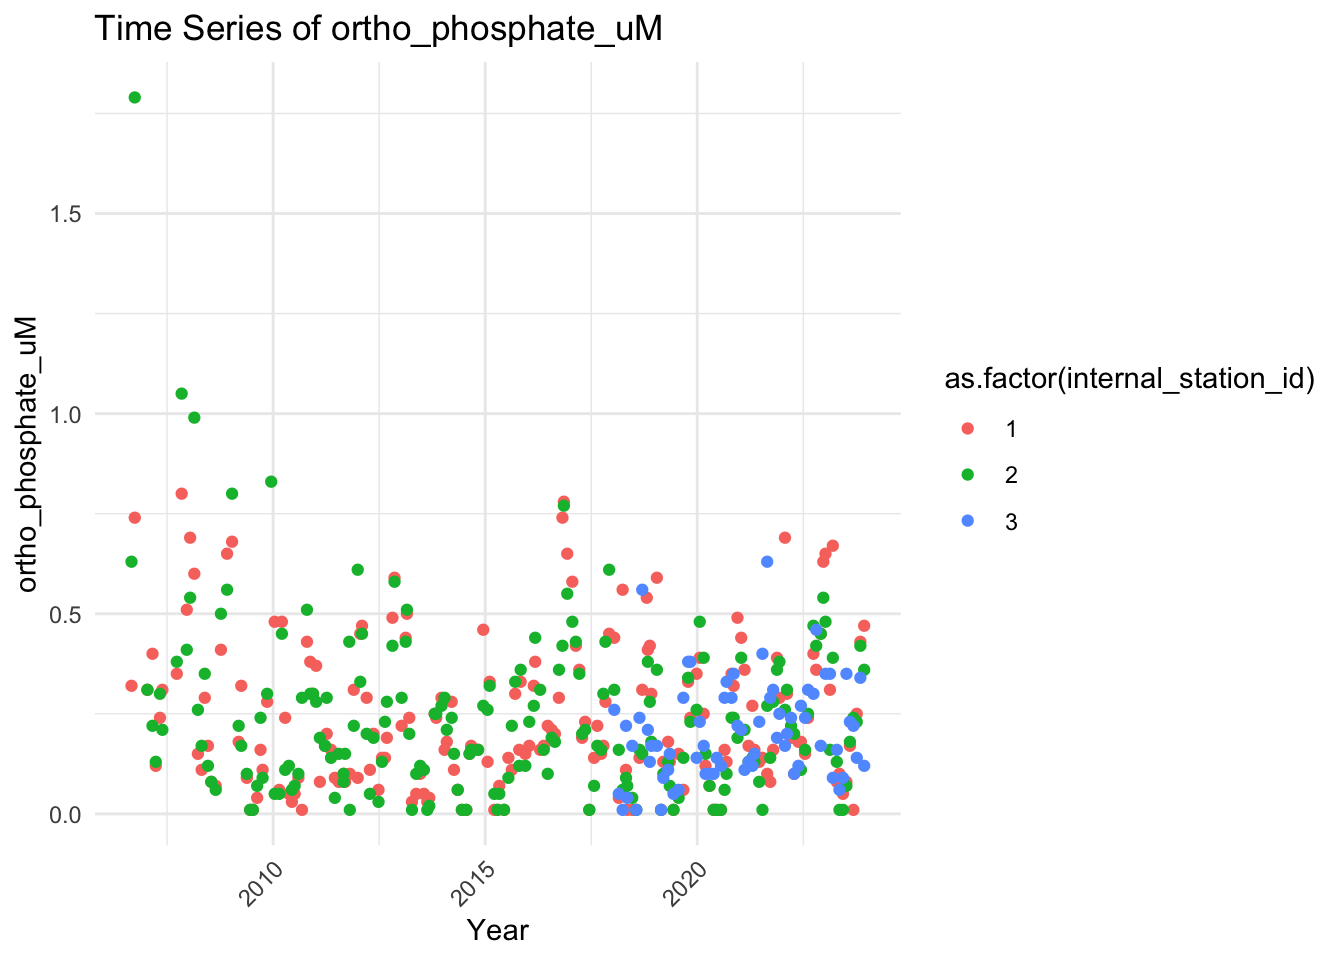 Time Series of ortho_phosphate_uM
ortho_phosphate_uM
1.5
1.0
0.5
0.0
2010
2015
2020
Year
as.factor(internal_station_id)
1
2
3